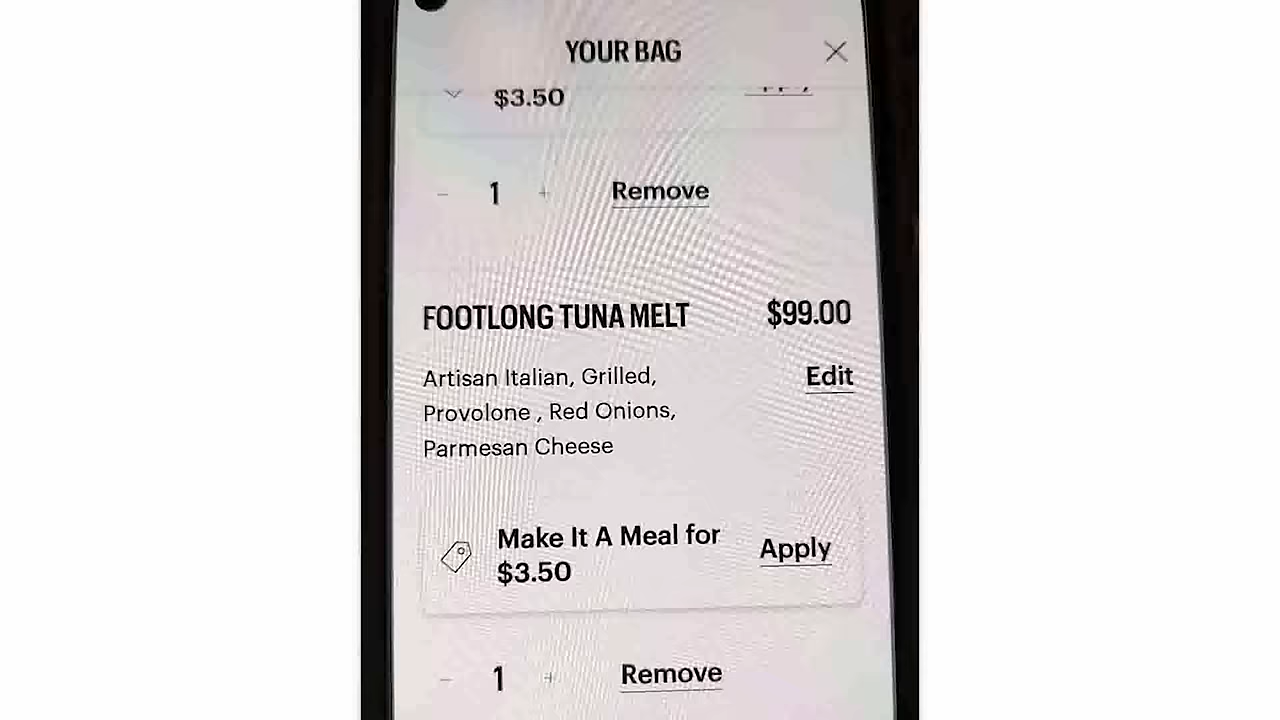 YOUR BAG
$3.50
1
Remove
FOOTLONG TUNA MELT
$99.00
Artisan Italian, Grilled,
Edit
Provolone , Red Onions,
Parmesan Cheese
Make It A Meal for
$3.50
Apply
1
Remove